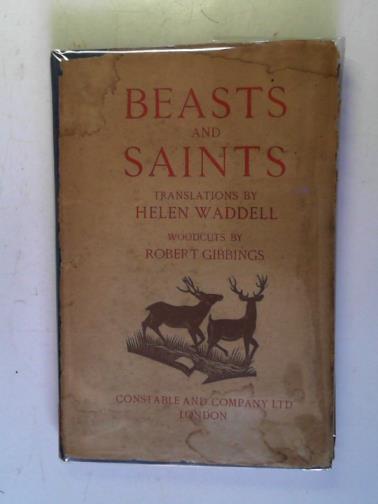 BEASTS
AND
SAINTS
TRANSLATIONS BY
HELEN WADDELL
WOODCUTS BY
ROBERT GIBBINGS
CONSTABLE AND COMPANY LTD
LONDON